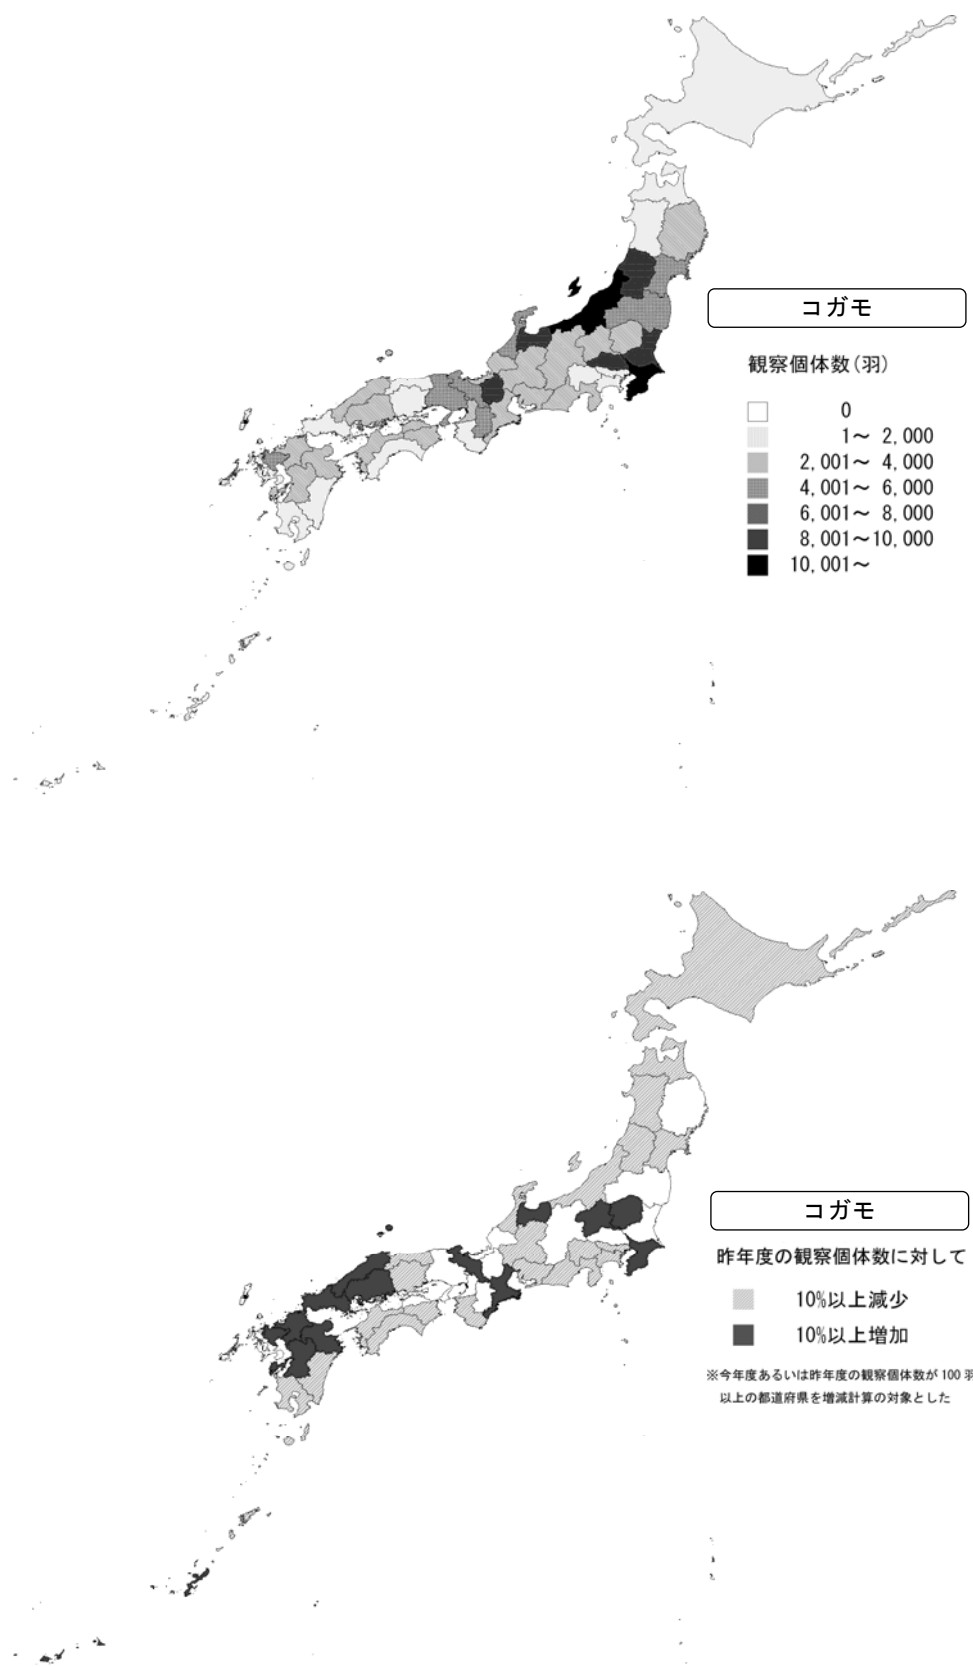 コガモ
観察個体数(羽)
0
1～ 2,000
2,001～ 4,000
4,001～ 6,000
6,001～ 8,000
8,001～10,000
10,001～
コガモ
昨年度の観察個体数に対して
10%以上減少
10%以上増加
※今年度あるいは昨年度の観察個体数が100羽
以上の都道府県を増減計算の対象とした